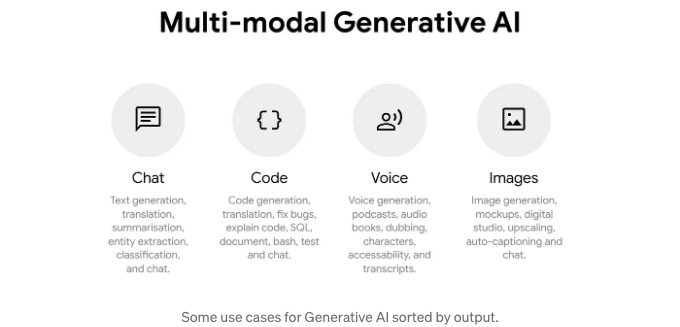 Multi-modal Generative AI
Chat
Text generation,
translation,
summarisation,
entity extraction,
classification,
and chat.
Code
Code generation,
translation, fix bugs,
explain code, SQL,
document, bash, test
and chat.
Voice
Voice generation,
podcasts, audio
books, dubbing,
characters,
accessability, and
transcripts.
Images
Image generation,
mockups, digital
studio, upscaling,
auto-captioning and
chat.
Some use cases for Generative AI sorted by output.